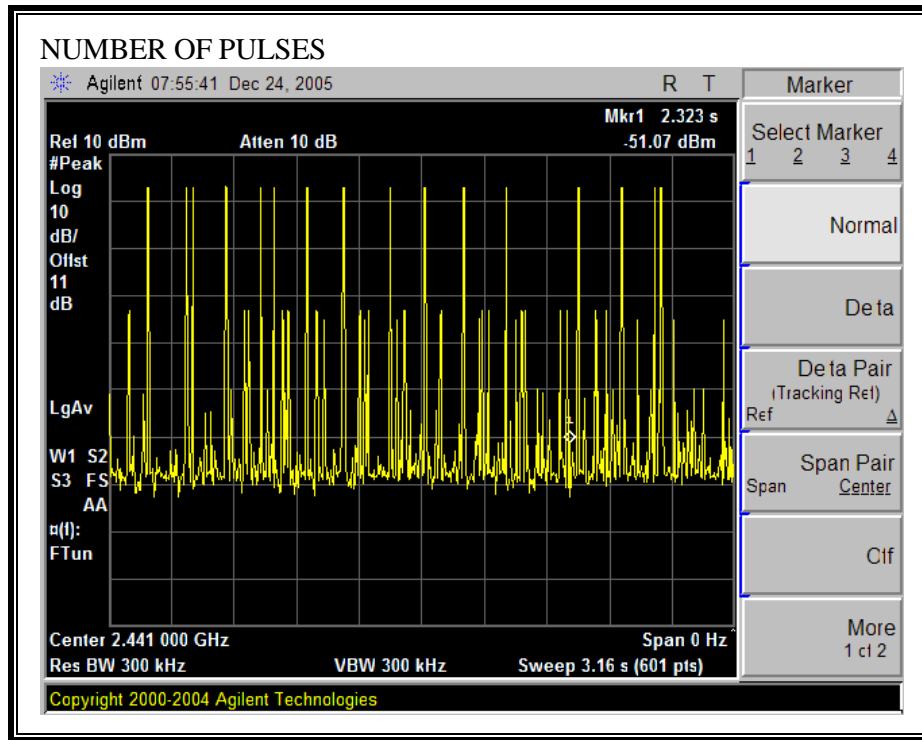 NUMBER OF PULSES
Agilent 07:55:41 Dec 24, 2005 R T
Mkr1 2.323 s
Ref 10 dBm Atten 10 dB -51.07 dBm
#Peak
Log
10
dB/
Offst
11
dB
LgAv
W1 S2
S3 FS
AA
¤(f):
FTun
1
Center 2.441 000 GHz Span 0 Hz^
Res BW 300 kHz VBW 300 kHz Sweep 3.16 s (601 pts)
Copyright 2000-2004 Agilent Technologies
Marker
Select Marker
1 2 3 4
Normal
Delta
Delta Pair
(Tracking Ref)
Ref Δ
Span Pair
Span Center
Off
More
1 of 2